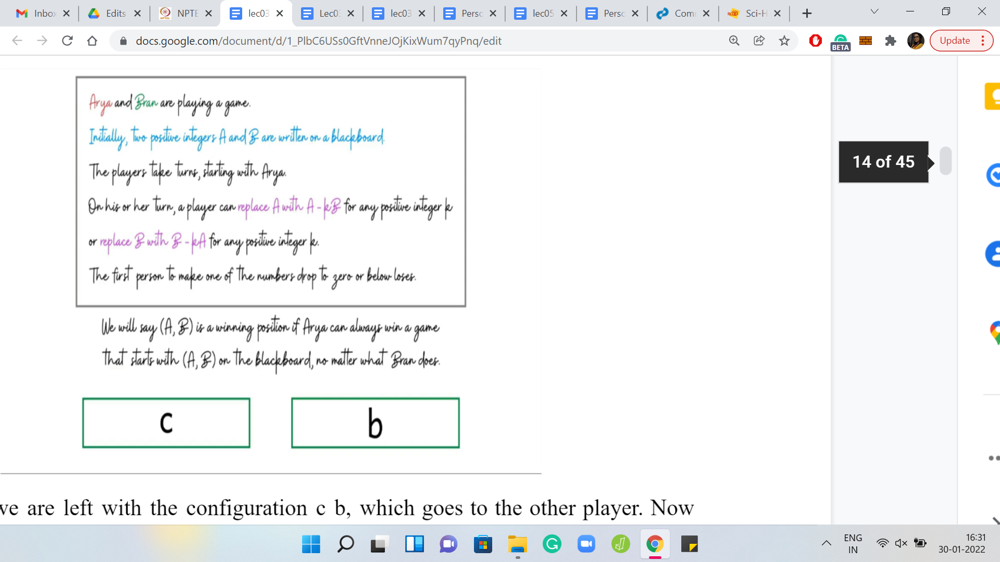 Inbo
Edits
NPTE
lec03
Lec0
lec03
Perso
lec05
Perso
Com
Sci-H
docs.google.com/document/d/1_PlbC6USs0GftVnneJOjKixWum7qyPnq/edit
BETA
Update
Arya and Bran are playing a game.
Initially, two positive integers A and B are written on a blackboard.
The players take turns, starting with Arya.
On his or her turn, a player can replace A with A - kB for any positive integer k
or replace B with B - kA for any positive integer k.
The first person to make one of the numbers drop to zero or below loses.
14 of 45
We will say (A, B) is a winning position if Arya can always win a game
that starts with (A, B) on the blackboard, no matter what Bran does.
c
b
we are left with the configuration c b, which goes to the other player. Now
ENG
IN
16:31
30-01-2022